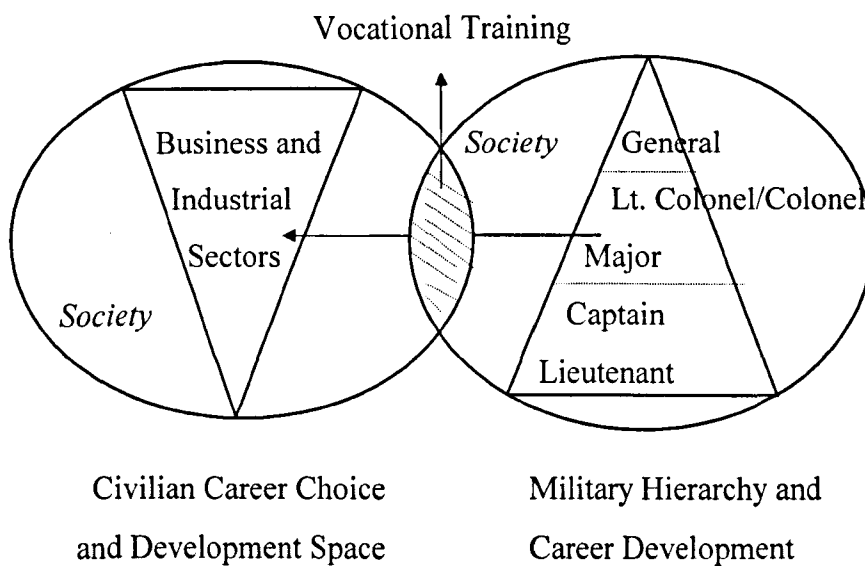 Vocational Training
Business and
Industrial
Sectors
Society
Society
General
Lt. Colonel/Colonel
Major
Captain
Lieutenant
Civilian Career Choice
and Development Space
Military Hierarchy and
Career Development